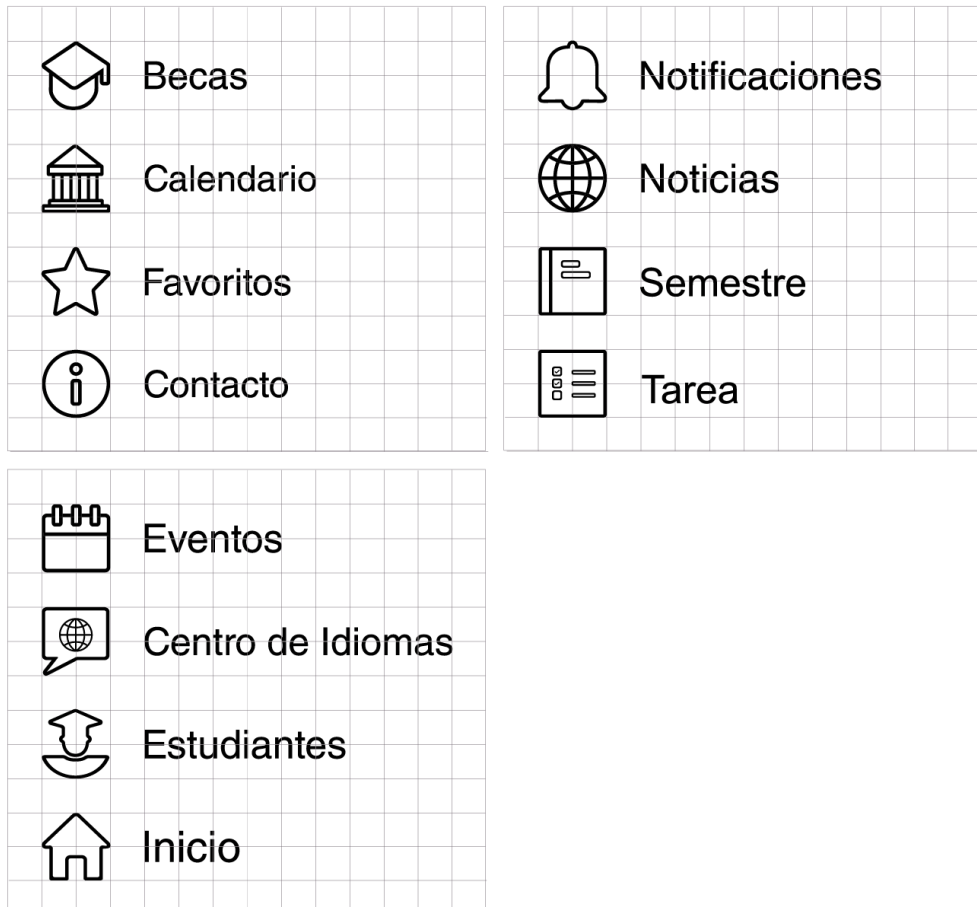 Becas
Calendario
Favoritos
Contacto
Notificaciones
Noticias
Semestre
Tarea
Eventos
Centro de Idiomas
Estudiantes
Inicio